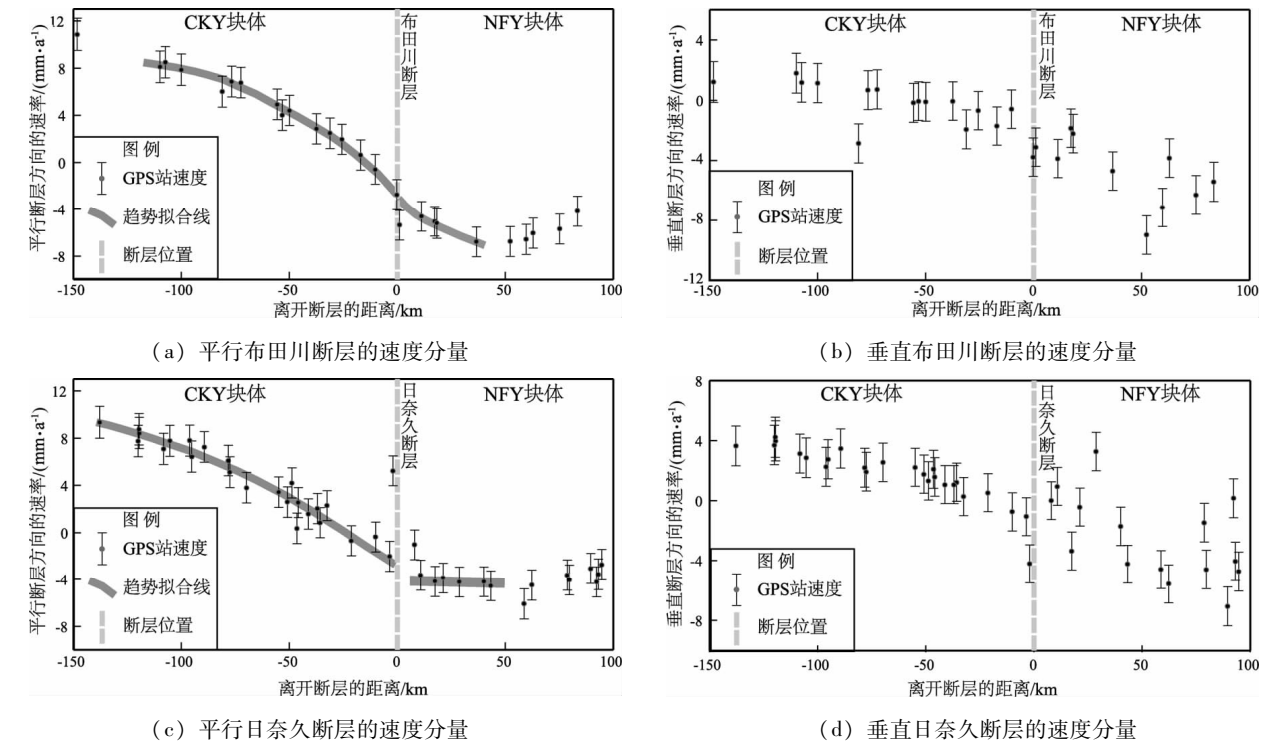 CKY块体
NFY块体
布田川断层
12
8
4
0
-4
-8
平行断层方向的速率/(mm•a⁻¹)
图例
GPS站速度
趋势拟合线
断层位置
-150
-100
-50
0
50
100
离开断层的距离/km
(a) 平行布田川断层的速度分量
CKY块体
NFY块体
布田川断层
4
0
-4
-8
-12
垂直断层方向的速率/(mm•a⁻¹)
图例
GPS站速度
断层位置
-150
-100
-50
0
50
100
离开断层的距离/km
(b) 垂直布田川断层的速度分量
CKY块体
NFY块体
日奈久断层
12
8
4
0
-4
-8
平行断层方向的速率/(mm•a⁻¹)
图例
GPS站速度
趋势拟合线
断层位置
-150
-100
-50
0
50
100
离开断层的距离/km
(c) 平行日奈久断层的速度分量
CKY块体
NFY块体
日奈久断层
8
4
0
-4
-8
垂直断层方向的速率/(mm•a⁻¹)
图例
GPS站速度
断层位置
-150
-100
-50
0
50
100
离开断层的距离/km
(d) 垂直日奈久断层的速度分量